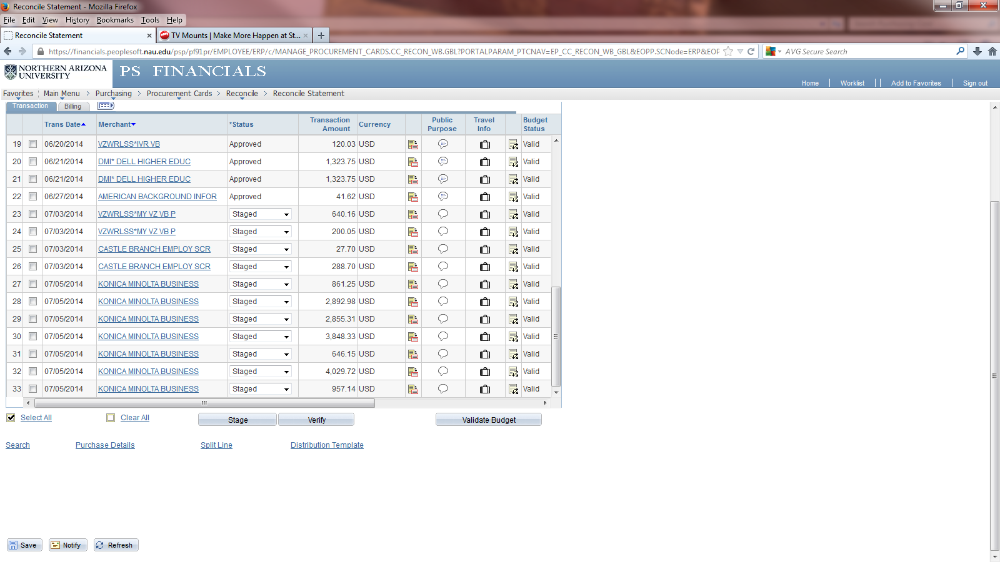 Reconcile Statement - Mozilla Firefox
File Edit View History Bookmarks Tools Help
Reconcile Statement × TV Mounts | Make More Happen at St... × +
https://financials.peoplesoft.nau.edu/psp/pf91pr/EMPLOYEE/ERP/c/MANAGE_PROCUREMENT_CARDS.CC_RECON_WB.GBL?PORTALPARAM_PTCNAV=EP_CC_RECON_WB_GBL&EOPP.SCNode=ERP&EOF AVG Secure Search
NORTHERN ARIZONA
UNIVERSITY
PS FINANCIALS
Home Worklist Add to Favorites Sign out
Favorites Main Menu > Purchasing > Procurement Cards > Reconcile > Reconcile Statement
Transaction Billing
Trans Date Merchant *Status Transaction Amount Currency Public Purpose Travel Info Budget Status
19 06/20/2014 VZWRLSS*IVR VB Approved 120.03 USD Valid
20 06/21/2014 DMI* DELL HIGHER EDUC Approved 1,323.75 USD Valid
21 06/21/2014 DMI* DELL HIGHER EDUC Approved 1,323.75 USD Valid
22 06/27/2014 AMERICAN BACKGROUND INFOR Approved 41.62 USD Valid
23 07/03/2014 VZWRLSS*MY VZ VB P Staged 640.16 USD Valid
24 07/03/2014 VZWRLSS*MY VZ VB P Staged 200.05 USD Valid
25 07/03/2014 CASTLE BRANCH EMPLOY SCR Staged 27.70 USD Valid
26 07/03/2014 CASTLE BRANCH EMPLOY SCR Staged 288.70 USD Valid
27 07/05/2014 KONICA MINOLTA BUSINESS Staged 861.25 USD Valid
28 07/05/2014 KONICA MINOLTA BUSINESS Staged 2,892.98 USD Valid
29 07/05/2014 KONICA MINOLTA BUSINESS Staged 2,855.31 USD Valid
30 07/05/2014 KONICA MINOLTA BUSINESS Staged 3,848.33 USD Valid
31 07/05/2014 KONICA MINOLTA BUSINESS Staged 646.15 USD Valid
32 07/05/2014 KONICA MINOLTA BUSINESS Staged 4,029.72 USD Valid
33 07/05/2014 KONICA MINOLTA BUSINESS Staged 957.14 USD Valid
Select All Clear All Stage Verify Validate Budget
Search Purchase Details Split Line Distribution Template
Save Notify Refresh